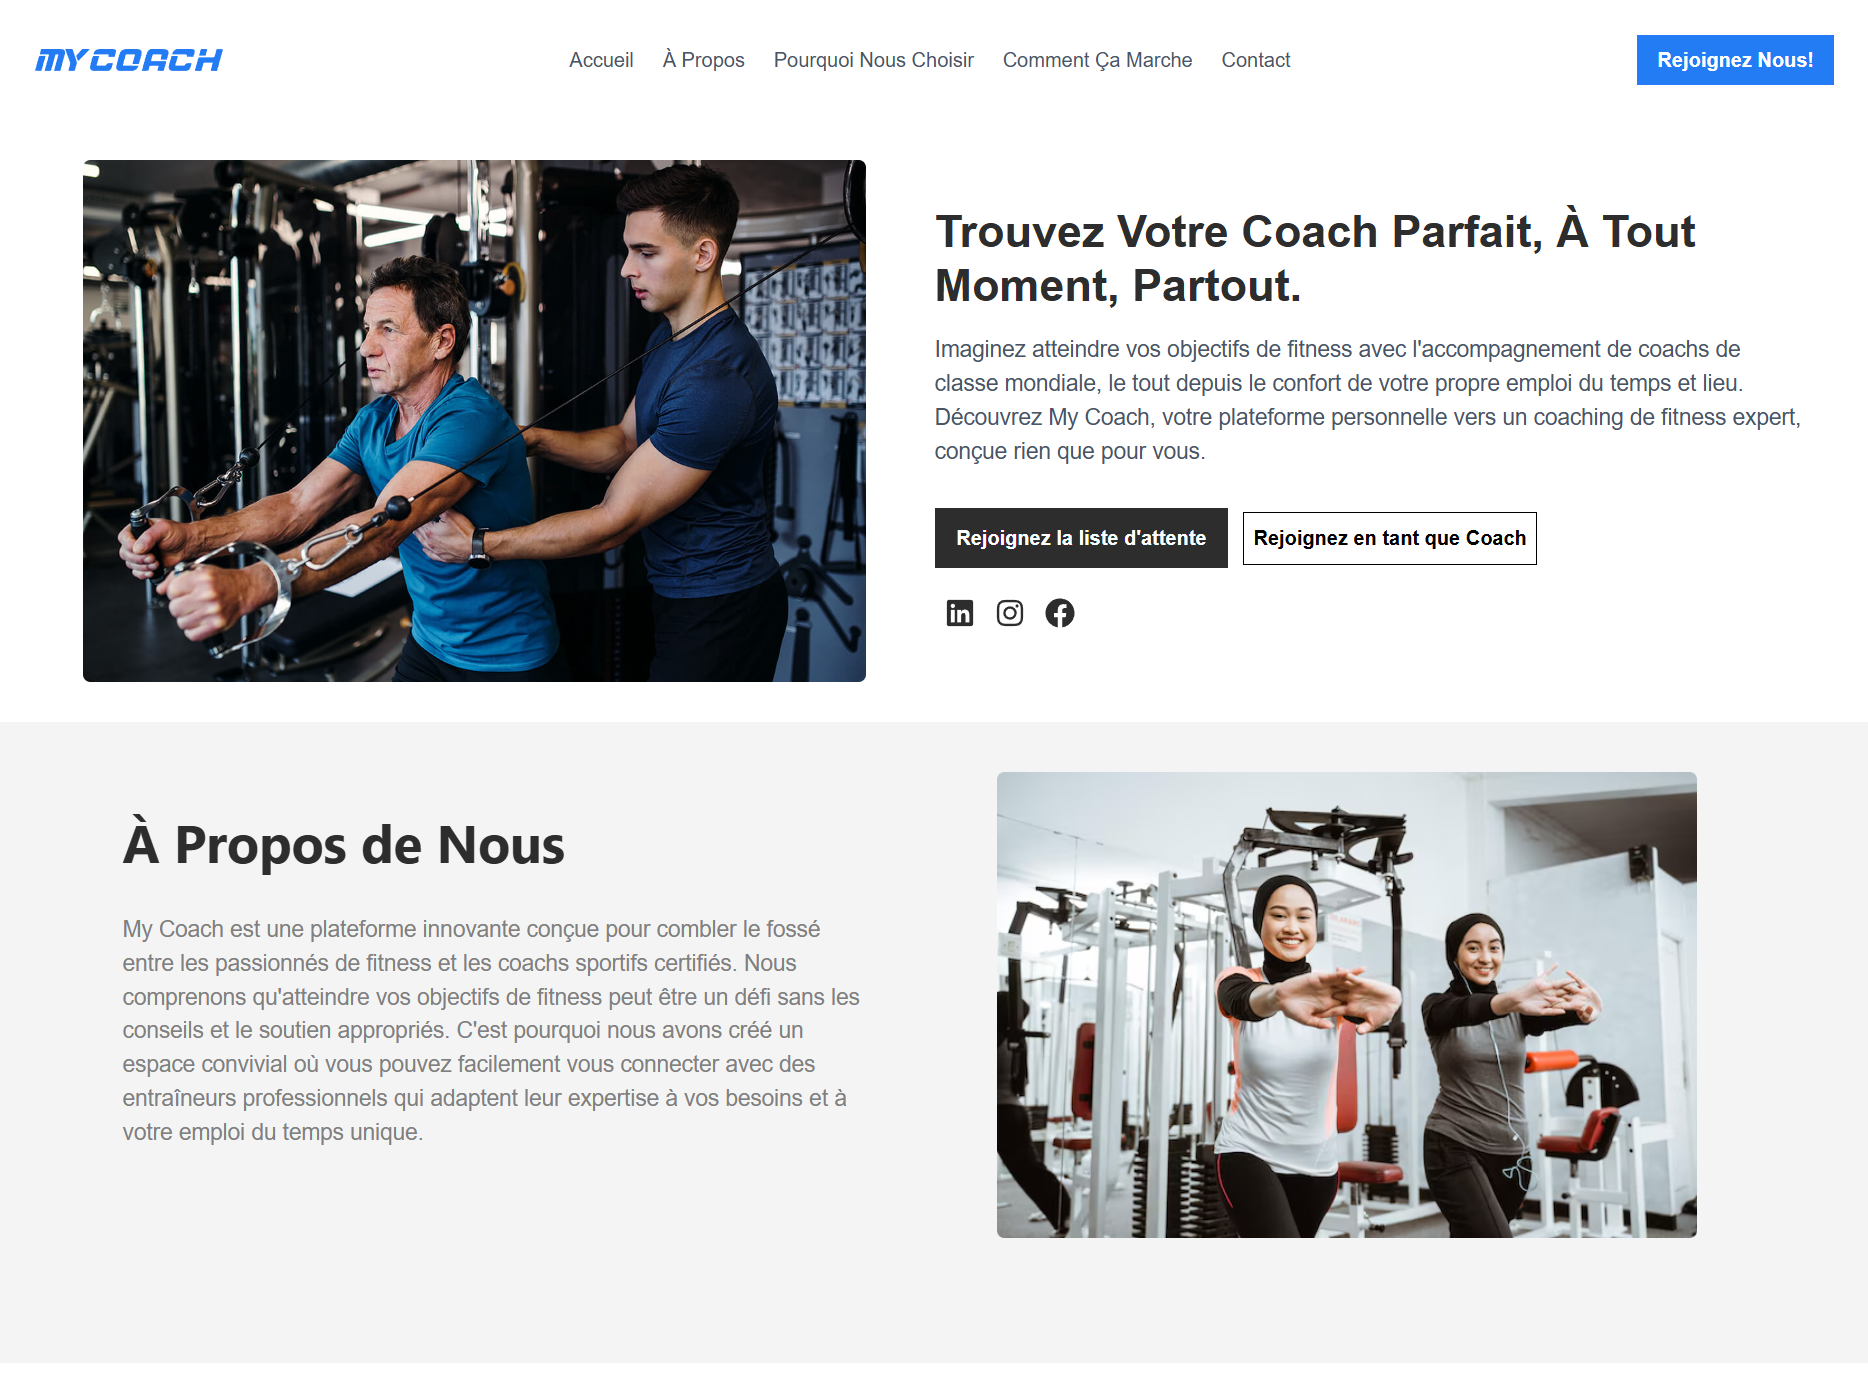 MYCOACH
Accueil À Propos Pourquoi Nous Choisir Comment Ça Marche Contact
Rejoignez Nous!
Trouvez Votre Coach Parfait, À Tout
Moment, Partout.
Imaginez atteindre vos objectifs de fitness avec l'accompagnement de coachs de
classe mondiale, le tout depuis le confort de votre propre emploi du temps et lieu.
Découvrez My Coach, votre plateforme personnelle vers un coaching de fitness expert,
conçue rien que pour vous.
Rejoignez la liste d'attente
Rejoignez en tant que Coach
À Propos de Nous
My Coach est une plateforme innovante conçue pour combler le fossé
entre les passionnés de fitness et les coachs sportifs certifiés. Nous
comprenons qu'atteindre vos objectifs de fitness peut être un défi sans les
conseils et le soutien appropriés. C'est pourquoi nous avons créé un
espace convivial où vous pouvez facilement vous connecter avec des
entraîneurs professionnels qui adaptent leur expertise à vos besoins et à
votre emploi du temps unique.